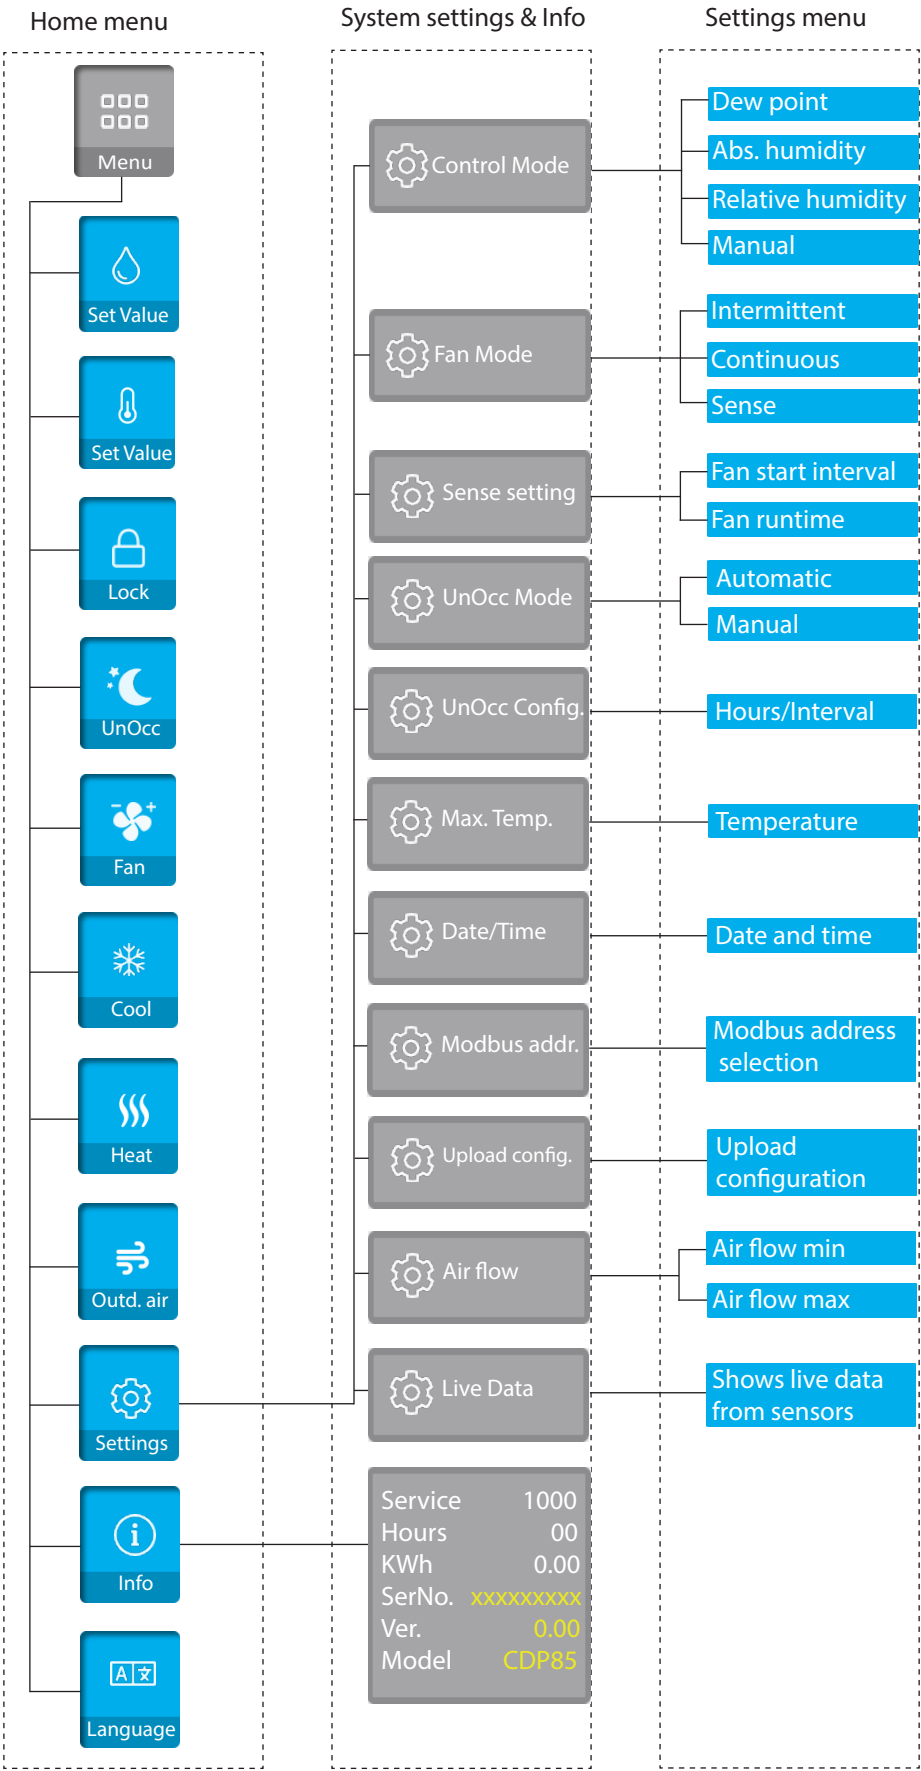 Home menu
System settings & Info
Settings menu
Menu
Set Value
Set Value
Lock
UnOcc
Fan
Cool
Heat
Outd. air
Settings
Info
A 文
Language
Control Mode
Fan Mode
Sense setting
UnOcc Mode
UnOcc Config.
Max. Temp.
Date/Time
Modbus addr.
Upload config.
Air flow
Live Data
Service 1000
Hours 00
KWh 0.00
SerNo. xxxxxxxxx
Ver. 0.00
Model CDP85
Dew point
Abs. humidity
Relative humidity
Manual
Intermittent
Continuous
Sense
Fan start interval
Fan runtime
Automatic
Manual
Hours/Interval
Temperature
Date and time
Modbus address
selection
Upload
configuration
Air flow min
Air flow max
Shows live data
from sensors